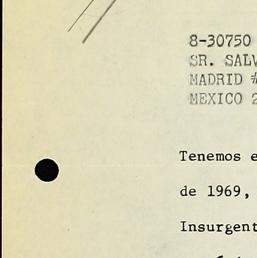 8-30750
SR. SALV
MADRID #
MEXICO 2
Tenemos e
de 1969,
Insurgent